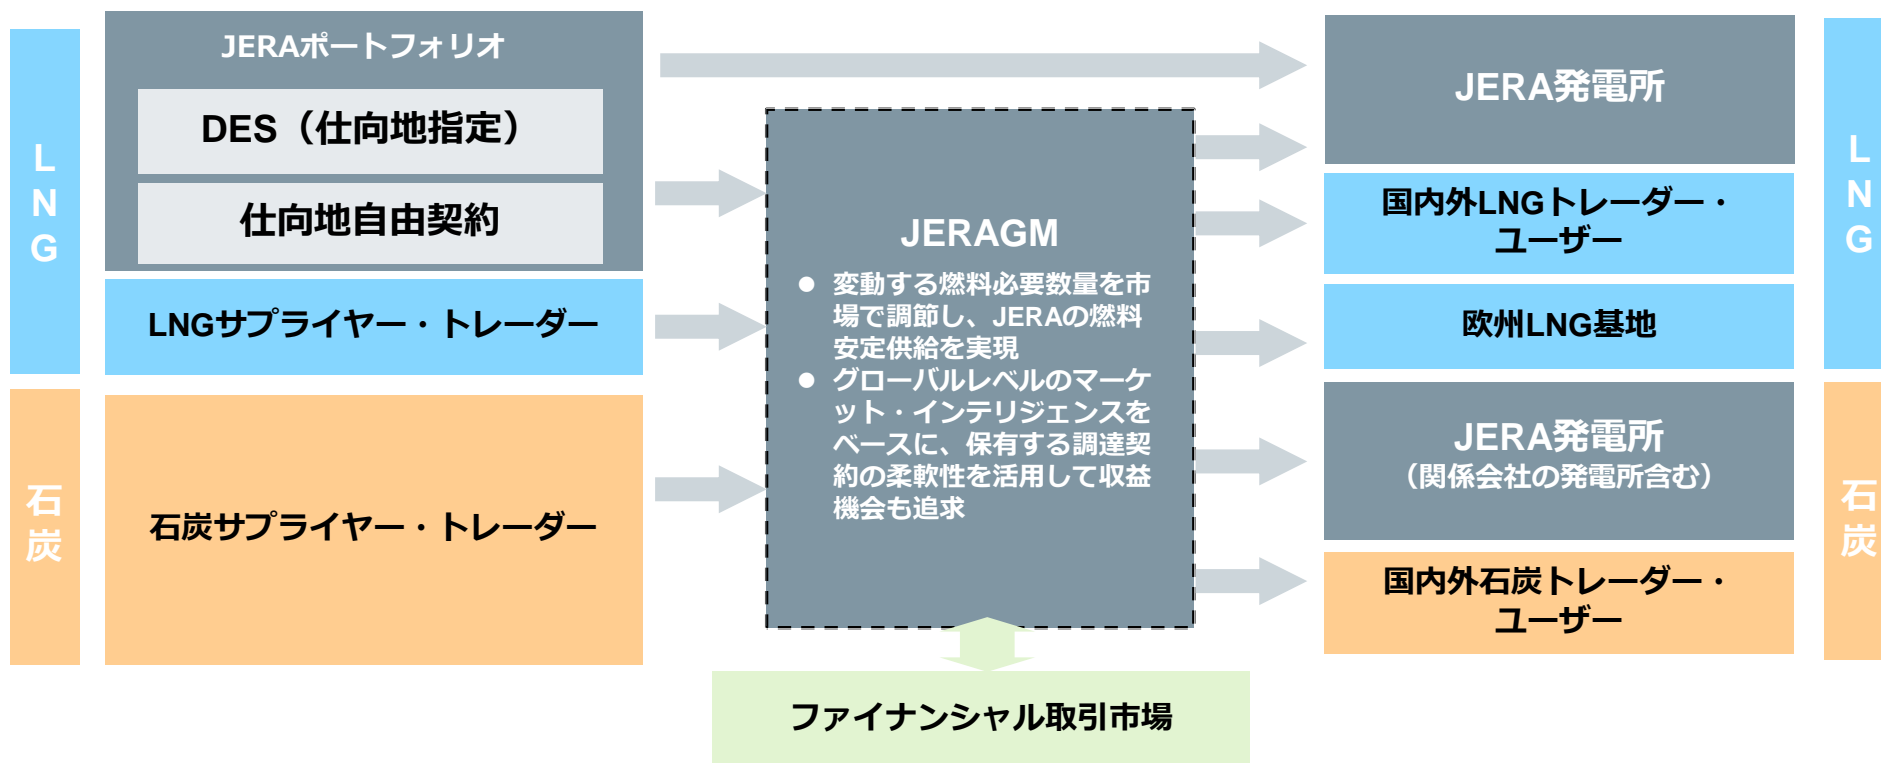 LNG
JERAポートフォリオ
DES（仕向地指定）
仕向地自由契約
LNGサプライヤー・トレーダー
石炭
石炭サプライヤー・トレーダー
JERAGM
● 変動する燃料必要数量を市
場で調節し、JERAの燃料
安定供給を実現
● グローバルレベルのマーケ
ット・インテリジェンスを
ベースに、保有する調達契
約の柔軟性を活用して収益
機会も追求
ファイナンシャル取引市場
JERA発電所
国内外LNGトレーダー・
ユーザー
欧州LNG基地
JERA発電所
（関係会社の発電所含む）
国内外石炭トレーダー・
ユーザー
LNG
石炭